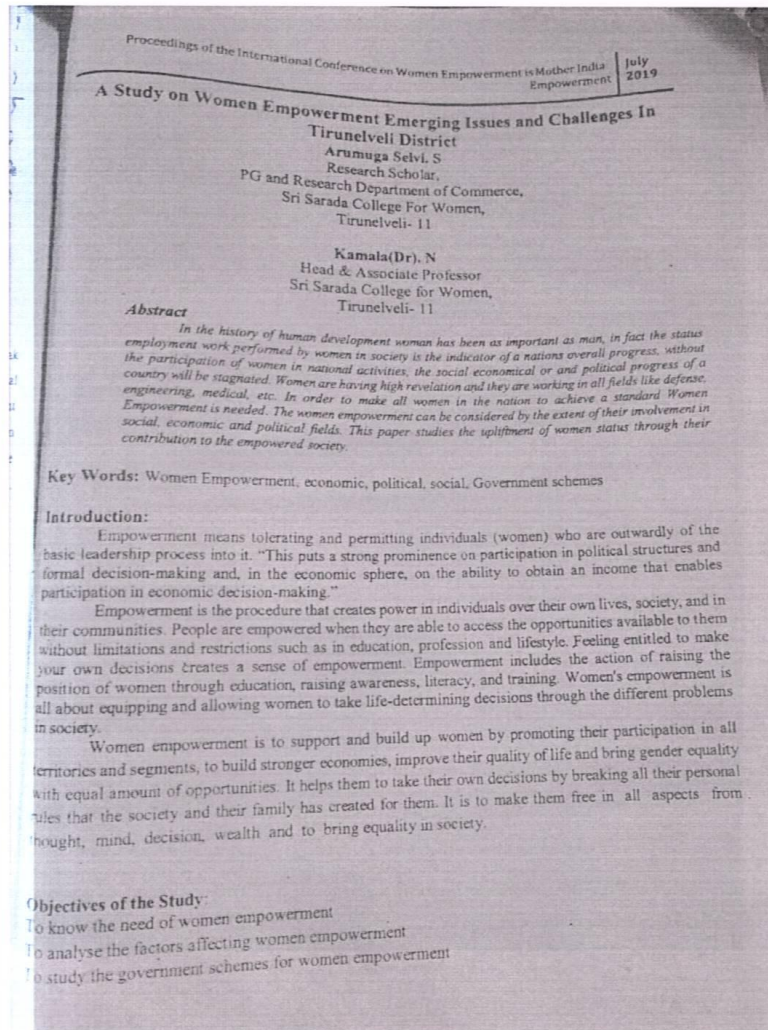 Proceedings of the International Conference on Women Empowerment is Mother India
Empowerment
July
2019
A Study on Women Empowerment Emerging Issues and Challenges In
Tirunelveli District
Arumuga Selvi. S
Research Scholar,
PG and Research Department of Commerce,
Sri Sarada College For Women,
Tirunelveli- 11
Kamala(Dr). N
Head & Associate Professor
Sri Sarada College for Women,
Tirunelveli- 11
Abstract
In the history of human development woman has been as important as man, in fact the status
employment work performed by women in society is the indicator of a nations overall progress, without
the participation of women in national activities, the social economical or and political progress of a
country will be stagnated. Women are having high revelation and they are working in all fields like defense,
engineering, medical, etc. In order to make all women in the nation to achieve a standard Women
Empowerment is needed. The women empowerment can be considered by the extent of their involvement in
social, economic and political fields. This paper studies the upliftment of women status through their
contribution to the empowered society.
Key Words: Women Empowerment, economic, political, social, Government schemes
Introduction:
Empowerment means tolerating and permitting individuals (women) who are outwardly of the
basic leadership process into it. "This puts a strong prominence on participation in political structures and
formal decision-making and, in the economic sphere, on the ability to obtain an income that enables
participation in economic decision-making."
Empowerment is the procedure that creates power in individuals over their own lives, society, and in
their communities. People are empowered when they are able to access the opportunities available to them
without limitations and restrictions such as in education, profession and lifestyle. Feeling entitled to make
your own decisions creates a sense of empowerment. Empowerment includes the action of raising the
position of women through education, raising awareness, literacy, and training. Women's empowerment is
all about equipping and allowing women to take life-determining decisions through the different problems
in society.
Women empowerment is to support and build up women by promoting their participation in all
territories and segments, to build stronger economies, improve their quality of life and bring gender equality
with equal amount of opportunities. It helps them to take their own decisions by breaking all their personal
rules that the society and their family has created for them. It is to make them free in all aspects from
thought, mind, decision, wealth and to bring equality in society.
Objectives of the Study:
To know the need of women empowerment
To analyse the factors affecting women empowerment
To study the government schemes for women empowerment